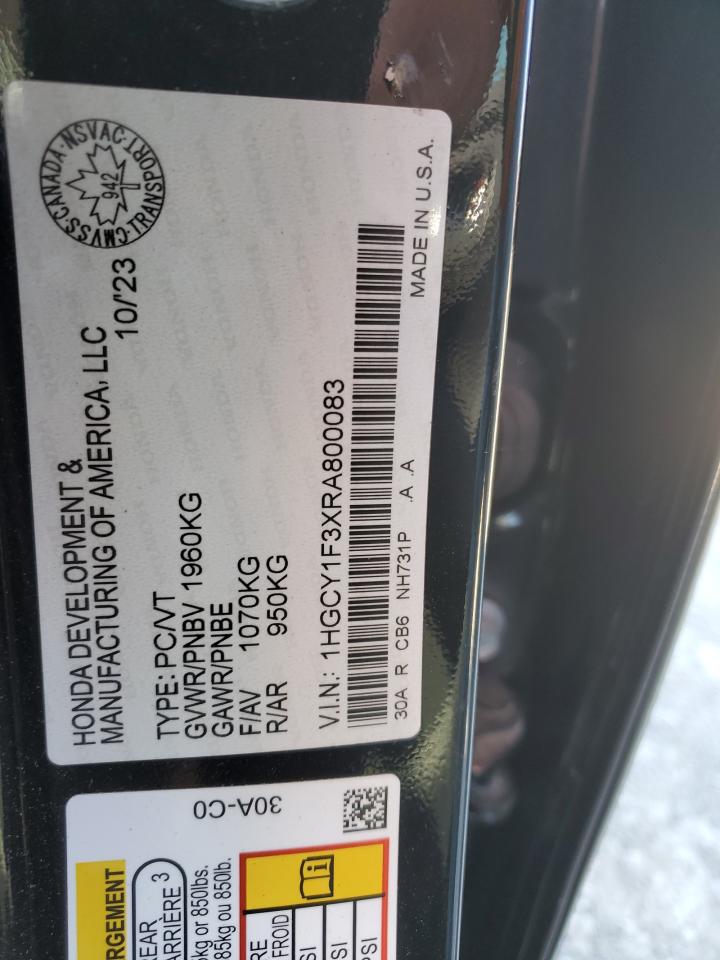 CMVSS·CANADA·NSVAC·TRANSPORT
942
HONDA DEVELOPMENT &
MANUFACTURING OF AMERICA, LLC
10/'23
TYPE: PC/VT
GVWR/PNBV 1960KG
GAWR/PNBE
F/AV 1070KG
R/AR 950KG
V.I.N.: 1HGCY1F3XRA800083
30A R CB6 NH731P .A .A
MADE IN U.S.A.
30A-C0
REAR
ARRIÈRE 3
kg or 850lbs.
85kg ou 850lb.
FROID
PSI